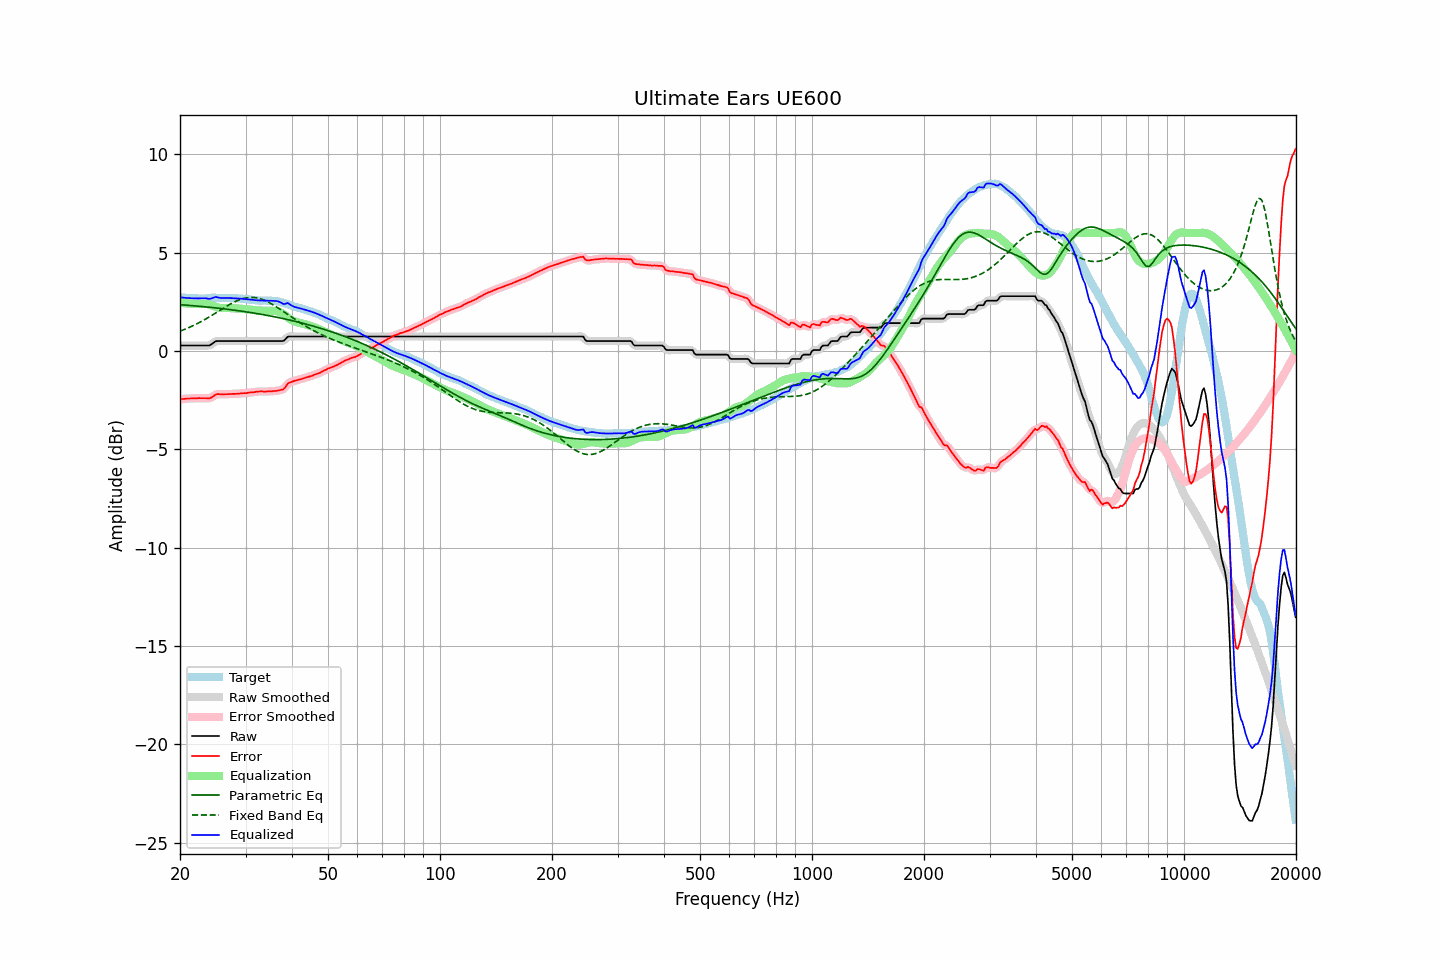 Ultimate Ears UE600
Amplitude (dBr)
10
5
0
−5
−10
−15
−20
−25
Target
Raw Smoothed
Error Smoothed
Raw
Error
Equalization
Parametric Eq
Fixed Band Eq
Equalized
20 50 100 200 500 1000 2000 5000 10000 20000
Frequency (Hz)